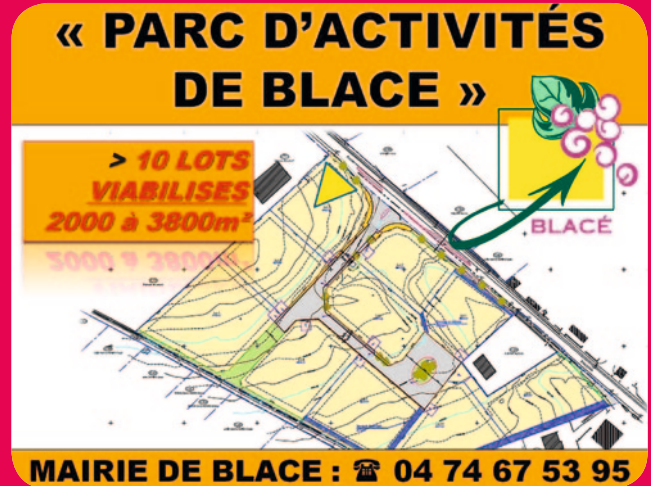 « PARC D'ACTIVITÉS
DE BLACE »
> 10 LOTS
VIABILISES
2000 à 3800m²
BLACÉ
MAIRIE DE BLACE : ☎ 04 74 67 53 95